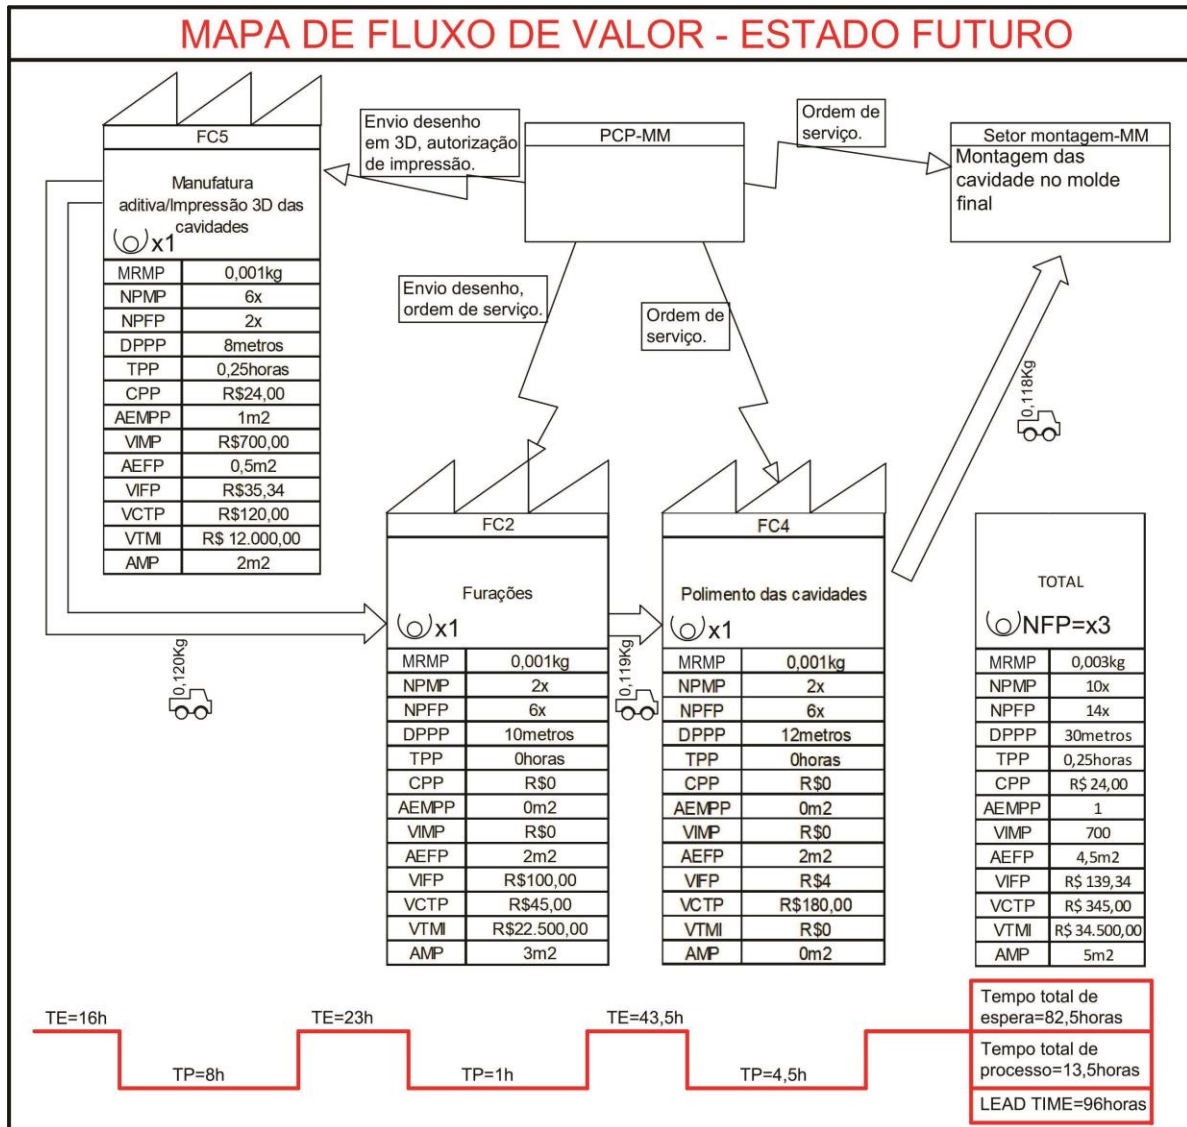 MAPA DE FLUXO DE VALOR - ESTADO FUTURO
FC5
Manufatura
aditiva/Impressão 3D das
cavidades
x1
MRMP 0,001kg
NPMP 6x
NPFP 2x
DPPP 8metros
TPP 0,25horas
CPP R$24,00
AEMPP 1m2
VIMP R$700,00
AEFP 0,5m2
VIFP R$35,34
VCTP R$120,00
VTMI R$ 12.000,00
AMP 2m2
Envio desenho
em 3D, autorização
de impressão.
PCP-MM
Ordem de
serviço.
Setor montagem-MM
Montagem das
cavidade no molde
final
Envio desenho,
ordem de serviço.
Ordem de
serviço.
0,118Kg
0,120Kg
FC2
Furações
x1
MRMP 0,001kg
NPMP 2x
NPFP 6x
DPPP 10metros
TPP 0horas
CPP R$0
AEMPP 0m2
VIMP R$0
AEFP 2m2
VIFP R$100,00
VCTP R$45,00
VTMI R$22.500,00
AMP 3m2
0,119Kg
FC4
Polimento das cavidades
x1
MRMP 0,001kg
NPMP 2x
NPFP 6x
DPPP 12metros
TPP 0horas
CPP R$0
AEMPP 0m2
VIMP R$0
AEFP 2m2
VIFP R$4
VCTP R$180,00
VTMI R$0
AMP 0m2
TOTAL
NFP=x3
MRMP 0,003kg
NPMP 10x
NPFP 14x
DPPP 30metros
TPP 0,25horas
CPP R$ 24,00
AEMPP 1
VIMP 700
AEFP 4,5m2
VIFP R$ 139,34
VCTP R$ 345,00
VTMI R$ 34.500,00
AMP 5m2
TE=16h
TP=8h
TE=23h
TP=1h
TE=43,5h
TP=4,5h
Tempo total de
espera=82,5horas
Tempo total de
processo=13,5horas
LEAD TIME=96horas